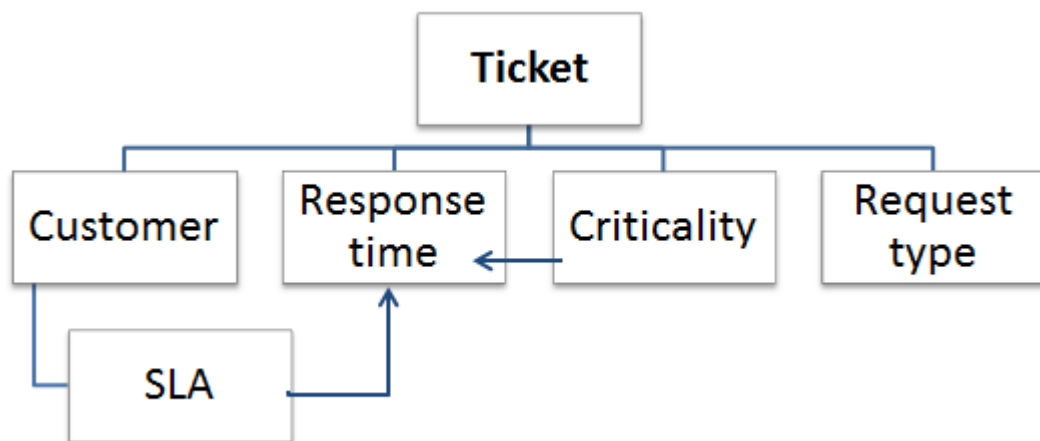 Ticket
Customer
Response
time
Criticality
Request
type
SLA